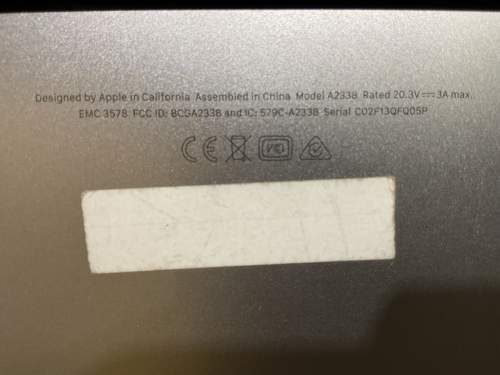 Designed by Apple in California Assembled in China Model A2338 Rated 20.3V⎓3A max.
EMC 3578 FCC ID: BCGA2338 and IC: 579C-A2338 Serial C02F13QFQ05P
CE